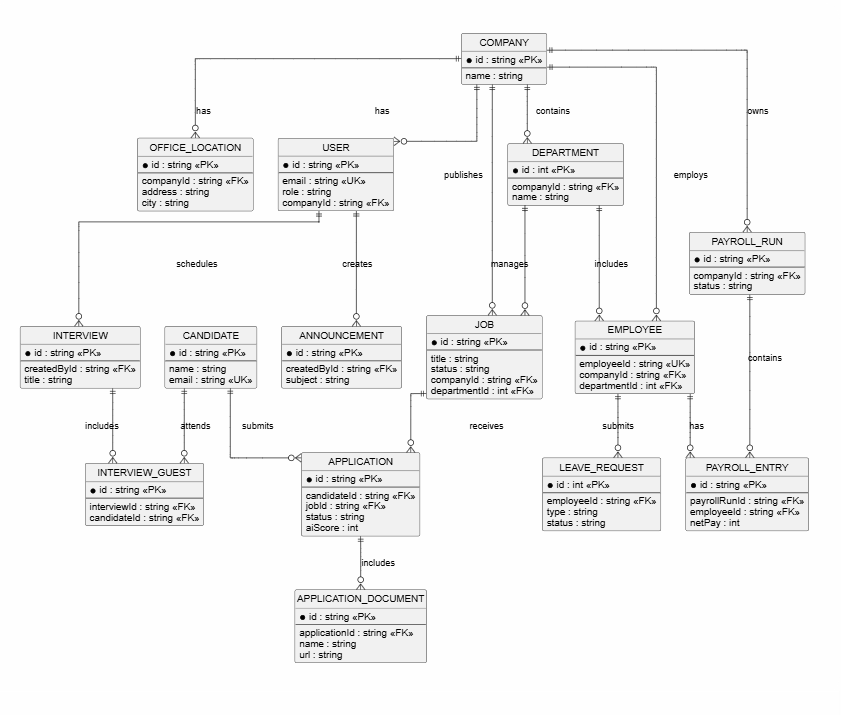 COMPANY
● id : string «PK»
name : string
has
has
contains
owns
OFFICE_LOCATION
● id : string «PK»
companyId : string «FK»
address : string
city : string
USER
● id : string «PK»
email : string «UK»
role : string
companyId : string «FK»
DEPARTMENT
● id : int «PK»
companyId : string «FK»
name : string
publishes
employs
PAYROLL_RUN
● id : string «PK»
companyId : string «FK»
status : string
schedules
creates
manages
includes
INTERVIEW
● id : string «PK»
createdById : string «FK»
title : string
CANDIDATE
● id : string «PK»
name : string
email : string «UK»
ANNOUNCEMENT
● id : string «PK»
createdById : string «FK»
subject : string
JOB
● id : string «PK»
title : string
status : string
companyId : string «FK»
departmentId : int «FK»
EMPLOYEE
● id : string «PK»
employeeId : string «UK»
companyId : string «FK»
departmentId : int «FK»
contains
includes
attends
submits
receives
submits
has
INTERVIEW_GUEST
● id : string «PK»
interviewId : string «FK»
candidateId : string «FK»
APPLICATION
● id : string «PK»
candidateId : string «FK»
jobId : string «FK»
status : string
aiScore : int
LEAVE_REQUEST
● id : int «PK»
employeeId : string «FK»
type : string
status : string
PAYROLL_ENTRY
● id : string «PK»
payrollRunId : string «FK»
employeeId : string «FK»
netPay : int
includes
APPLICATION_DOCUMENT
● id : string «PK»
applicationId : string «FK»
name : string
url : string